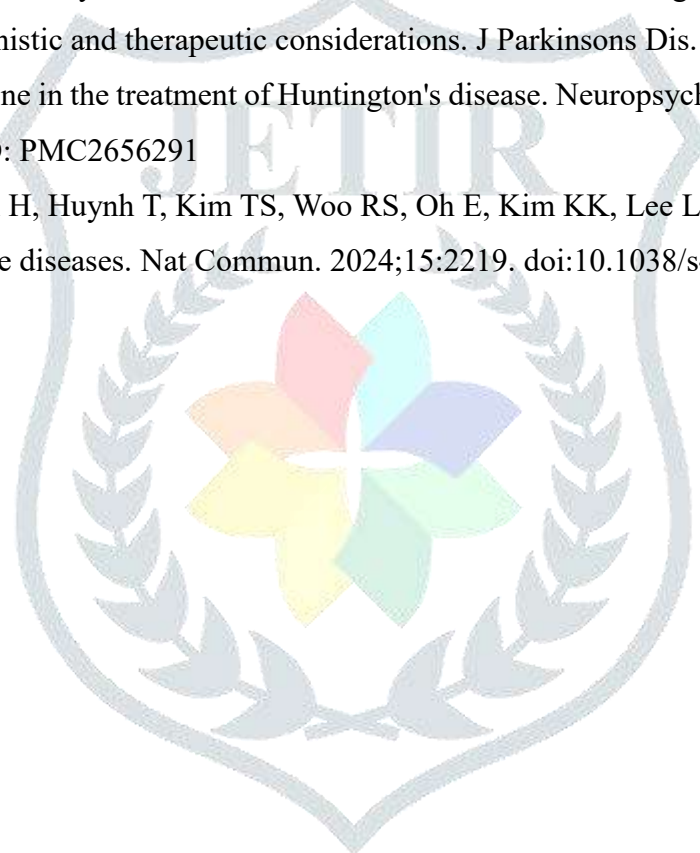 nistic and therapeutic considerations. J Parkinsons Dis.
ne in the treatment of Huntington's disease. Neuropsych
: PMC2656291
JETIR
H, Huynh T, Kim TS, Woo RS, Oh E, Kim KK, Lee L
e diseases. Nat Commun. 2024;15:2219. doi:10.1038/s